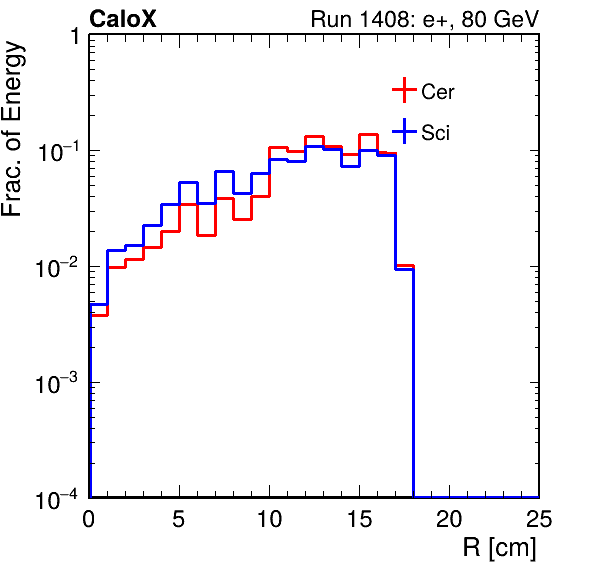 CaloX Run 1408: e+, 80 GeV
Frac. of Energy
1
10⁻¹
10⁻²
10⁻³
10⁻⁴
Cer
Sci
0 5 10 15 20 25
R [cm]